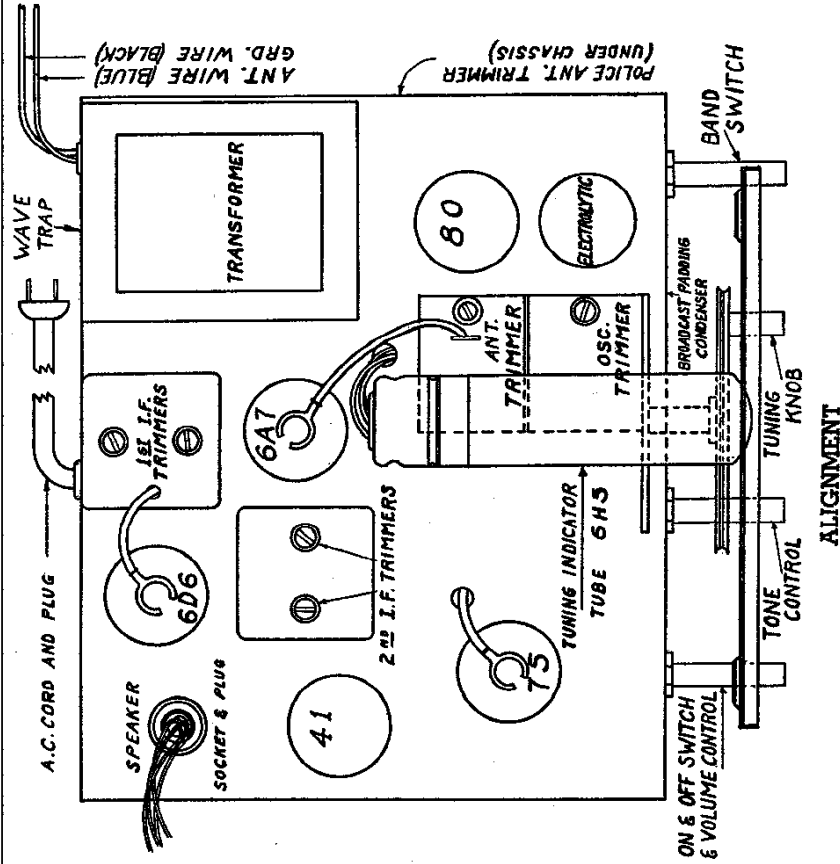 ANT. WIRE (BLUE)
GRD. WIRE (BLACK)
POLICE ANT. TRIMMER
(UNDER CHASSIS)
WAVE
TRAP
A.C. CORD AND PLUG
TRANSFORMER
80
ELECTROLYTIC
BAND
SWITCH
1ST I.F.
TRIMMERS
6A7
ANT.
TRIMMER
OSC.
TRIMMER
BROADCAST PADDING
CONDENSER
TUNING
KNOB
6D6
2ND I.F. TRIMMERS
TUNING INDICATOR
TUBE 6H5
SPEAKER
SOCKET & PLUG
41
75
TONE
CONTROL
ON & OFF SWITCH
& VOLUME CONTROL
ALIGNMENT